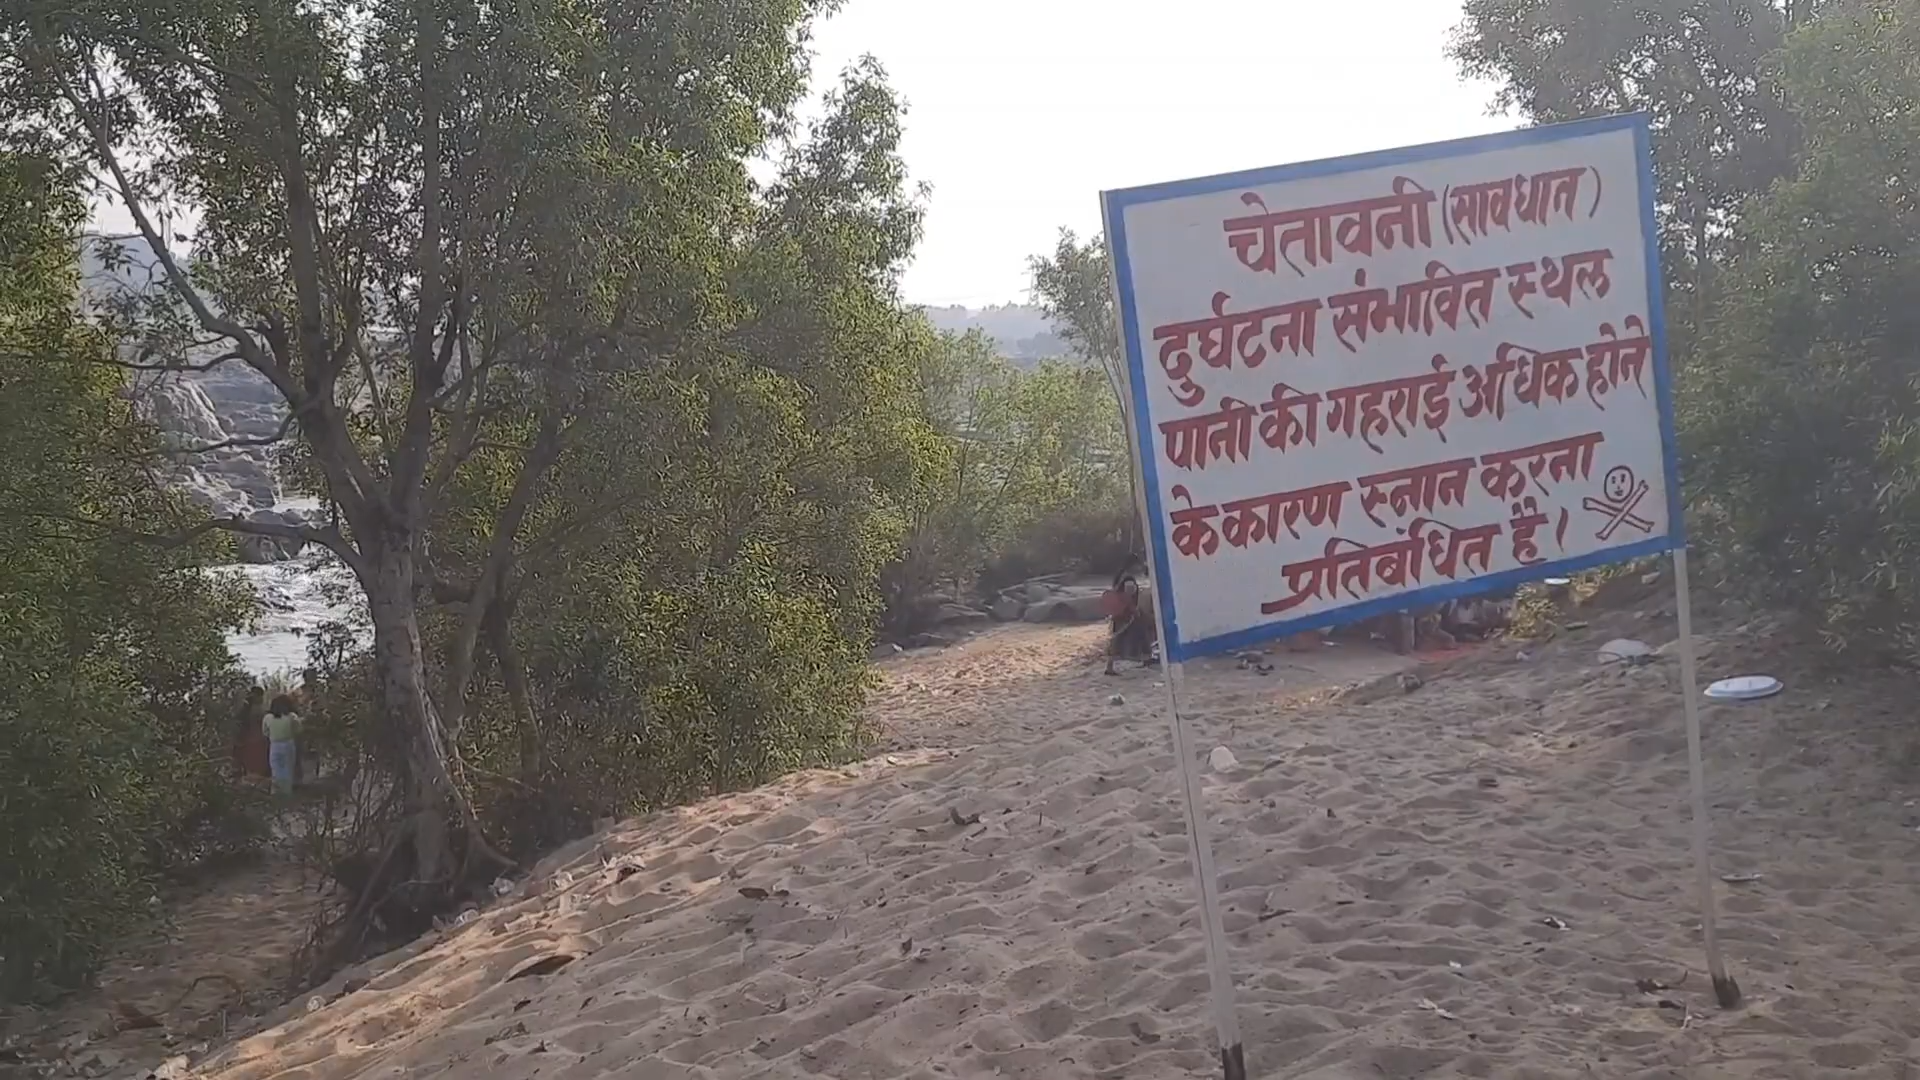 चेतावनी (सावधान)
दुर्घटना संभावित स्थल
पानी की गहराई अधिक होने
के कारण स्नान करना
प्रतिबंधित है।